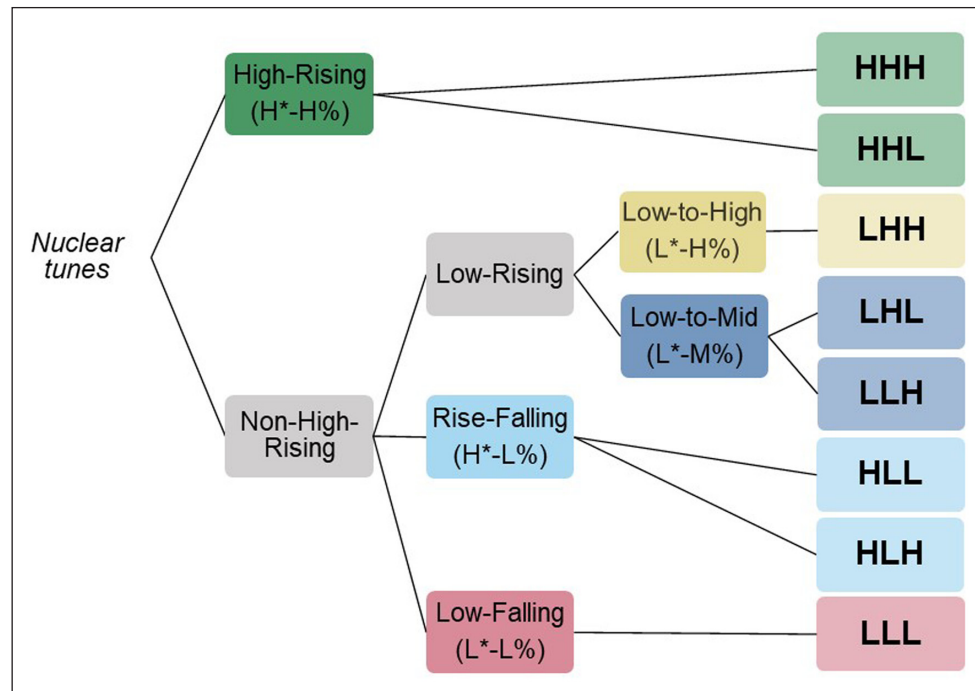 Nuclear
tunes
High-Rising
(H*-H%)
Non-High-
Rising
Low-Rising
Rise-Falling
(H*-L%)
Low-Falling
(L*-L%)
Low-to-High
(L*-H%)
Low-to-Mid
(L*-M%)
HHH
HHL
LHH
LHL
LLH
HLL
HLH
LLL